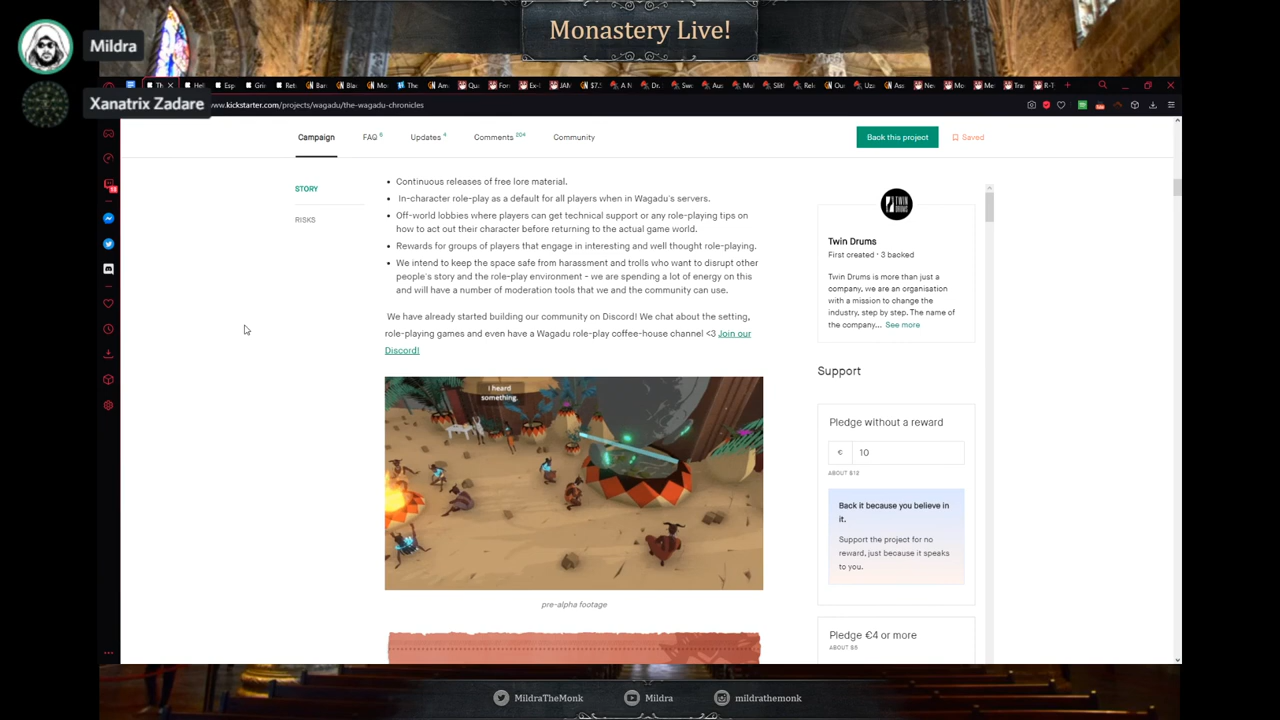 Monastery Live!
Mildra
Xanatrix Zadare
www.kickstarter.com/projects/wagadu/the-wagadu-chronicles
Campaign FAQ 6 Updates 4 Comments 204 Community
Back this project
Saved
STORY
RISKS
Continuous releases of free lore material.
In-character role-play as a default for all players when in Wagadu's servers.
Off-world lobbies where players can get technical support or any role-playing tips on
how to act out their character before returning to the actual game world.
Rewards for groups of players that engage in interesting and well thought role-playing.
We intend to keep the space safe from harassment and trolls who want to disrupt other
people's story and the role-play environment - we are spending a lot of energy on this
and will have a number of moderation tools that we and the community can use.
We have already started building our community on Discord! We chat about the setting,
role-playing games and even have a Wagadu role-play coffee-house channel <3 Join our
Discord!
I heard
something.
pre-alpha footage
TWIN
DRUMS
Twin Drums
First created · 3 backed
Twin Drums is more than just a
company, we are an organisation
with a mission to change the
industry, step by step. The name of
the company... See more
Support
Pledge without a reward
€ 10
ABOUT $12
Back it because you believe in
it.
Support the project for no
reward, just because it speaks
to you.
Pledge €4 or more
ABOUT $5
MildraTheMonk
Mildra
mildrathemonk